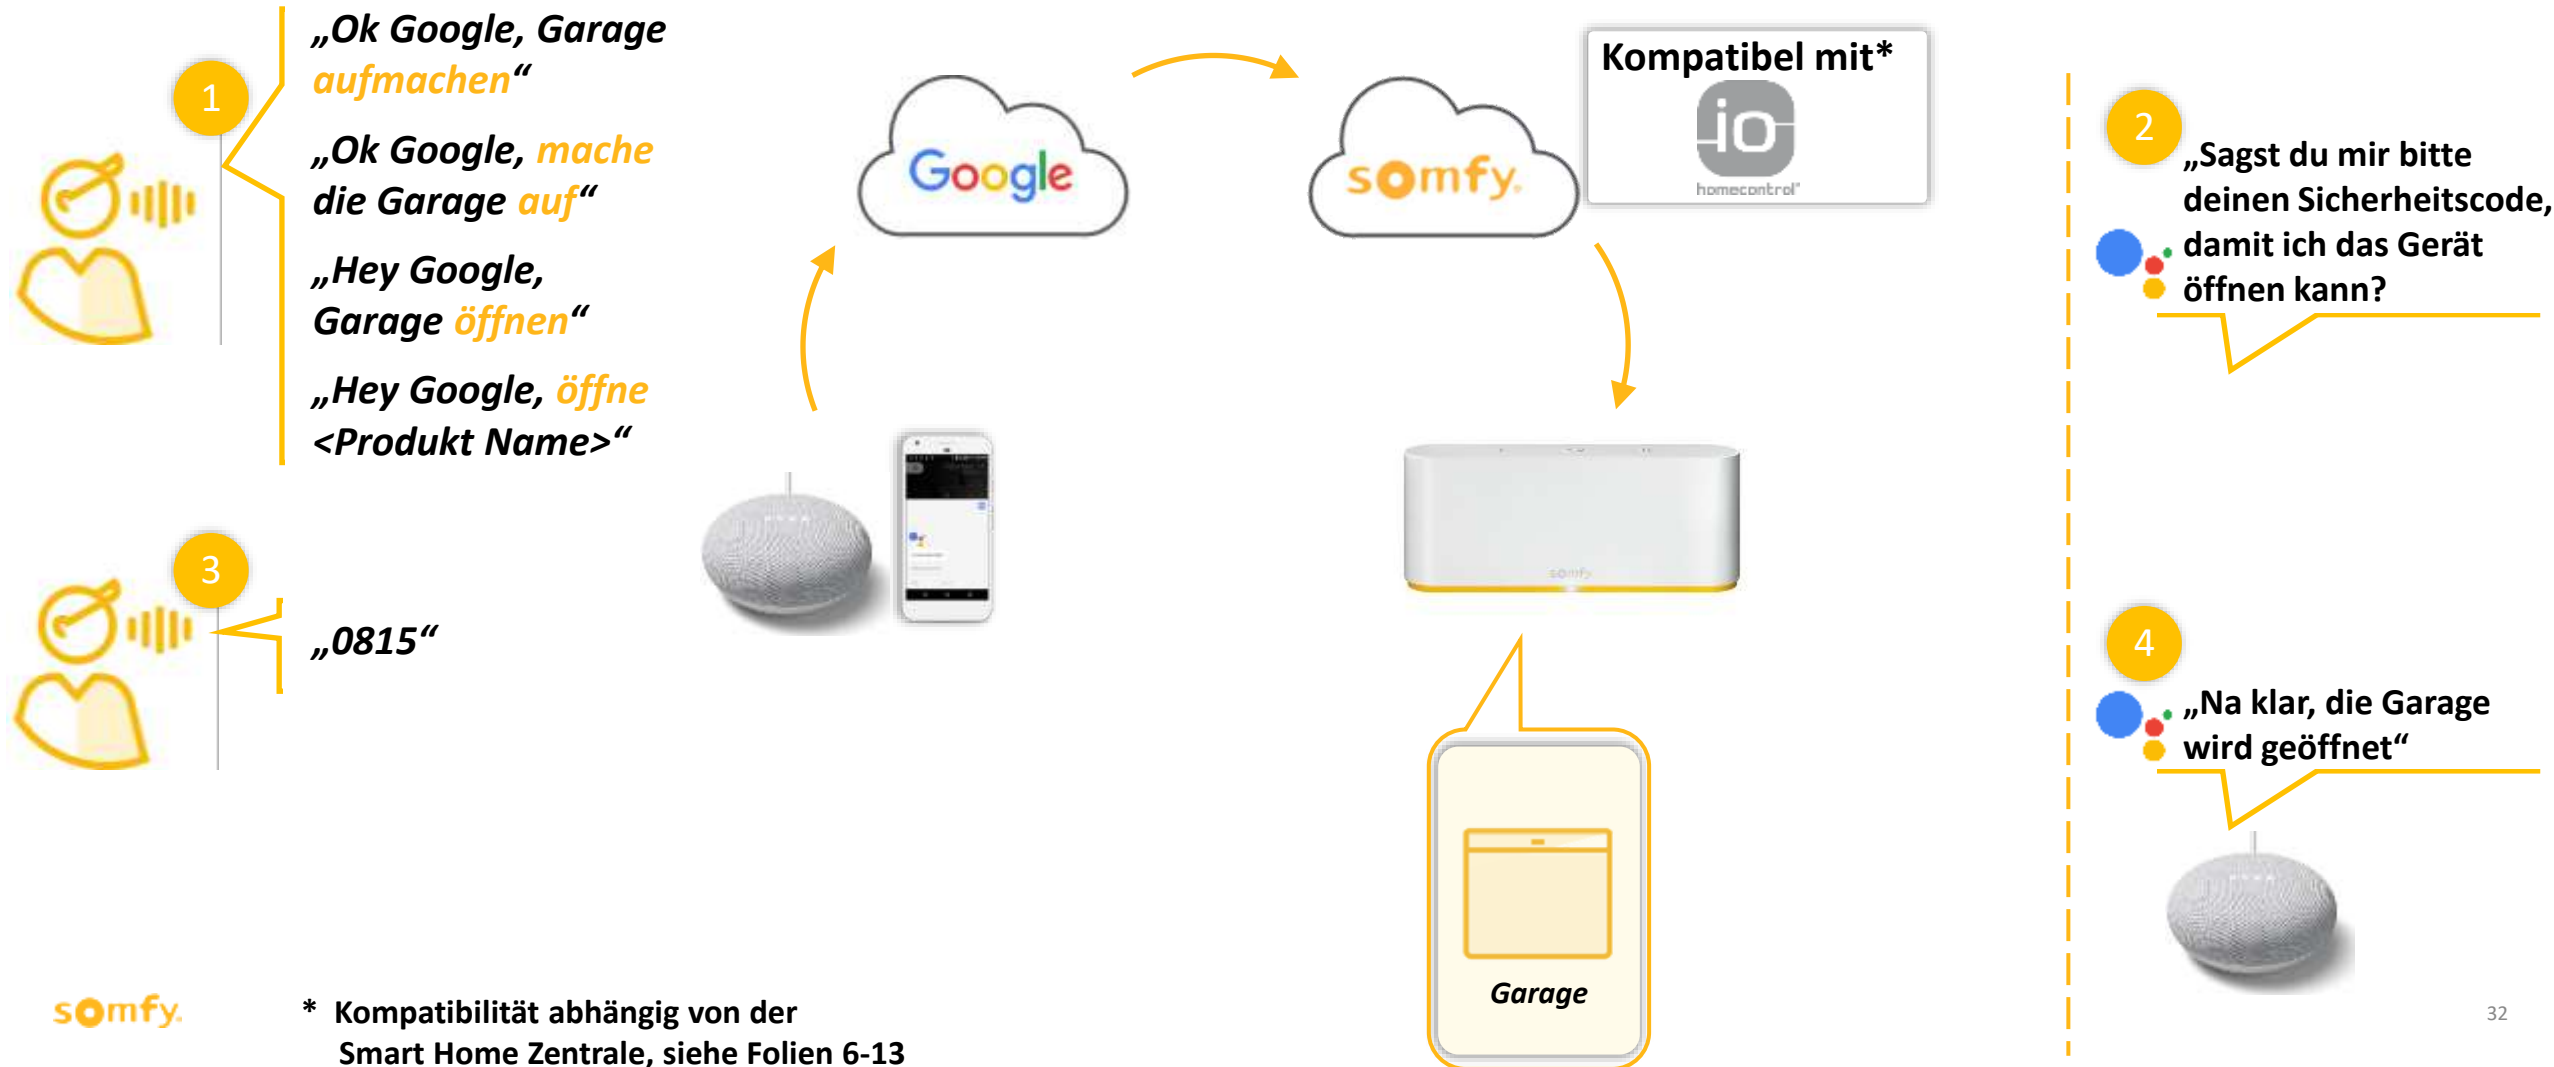 1
„Ok Google, Garage
aufmachen“
„Ok Google, mache
die Garage auf“
„Hey Google,
Garage öffnen“
„Hey Google, öffne
<Produkt Name>“
Google
somfy.
Kompatibel mit*
io
homecontrol®
2
„Sagst du mir bitte
deinen Sicherheitscode,
damit ich das Gerät
öffnen kann?
3
„0815“
somfy.
Garage
4
„Na klar, die Garage
wird geöffnet“
somfy.
* Kompatibilität abhängig von der
Smart Home Zentrale, siehe Folien 6-13
32